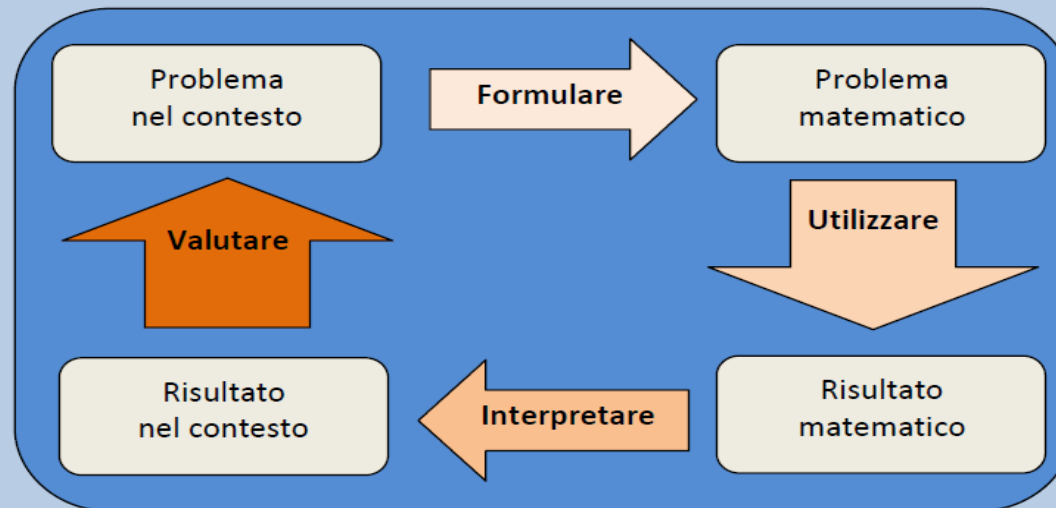 Problema
nel contesto
Formulare
Problema
matematico
Valutare
Utilizzare
Risultato
nel contesto
Interpretare
Risultato
matematico